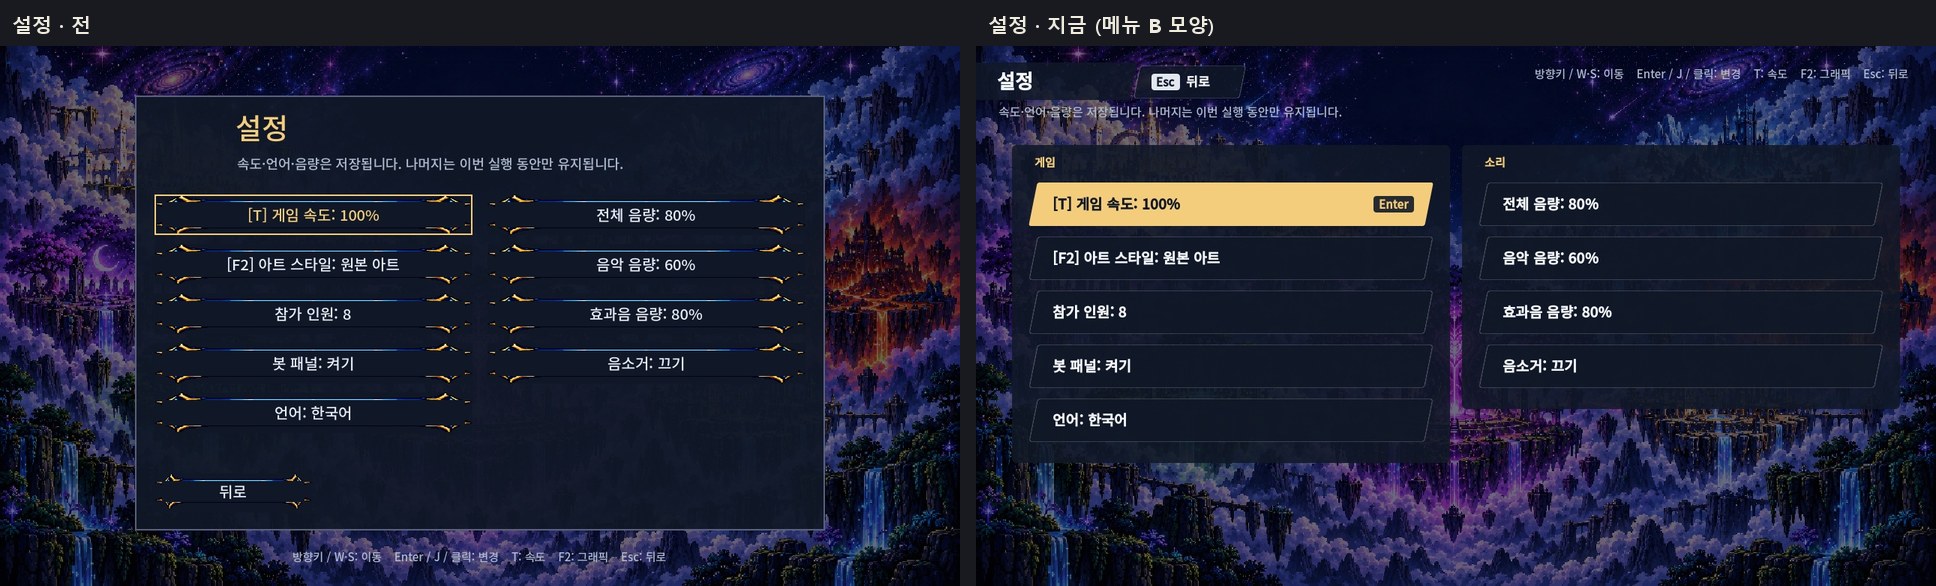 설정 · 전
설정
속도·언어·음량은 저장됩니다. 나머지는 이번 실행 동안만 유지됩니다.
[T] 게임 속도: 100%
전체 음량: 80%
[F2] 아트 스타일: 원본 아트
음악 음량: 60%
참가 인원: 8
효과음 음량: 80%
봇 패널: 켜기
음소거: 끄기
언어: 한국어
뒤로
방향키 / W·S: 이동 Enter / J / 클릭: 변경 T: 속도 F2: 그래픽 Esc: 뒤로
설정 · 지금 (메뉴 B 모양)
설정
Esc 뒤로
방향키 / W·S: 이동 Enter / J / 클릭: 변경 T: 속도 F2: 그래픽 Esc: 뒤로
속도·언어·음량은 저장됩니다. 나머지는 이번 실행 동안만 유지됩니다.
게임
[T] 게임 속도: 100% Enter
[F2] 아트 스타일: 원본 아트
참가 인원: 8
봇 패널: 켜기
언어: 한국어
소리
전체 음량: 80%
음악 음량: 60%
효과음 음량: 80%
음소거: 끄기